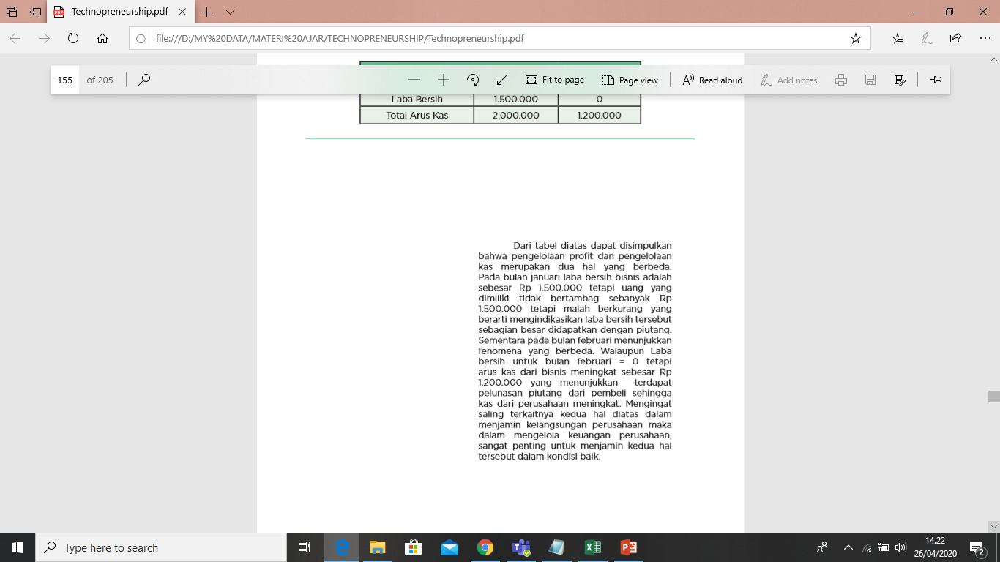 Technopreneurship.pdf
file:///D:/MY%20DATA/MATERI%20AJAR/TECHNOPRENEURSHIP/Technopreneurship.pdf
155 of 205 Fit to page Page view Read aloud Add notes
Laba Bersih 1.500.000 0
Total Arus Kas 2.000.000 1.200.000
Dari tabel diatas dapat disimpulkan
bahwa pengelolaan profit dan pengelolaan
kas merupakan dua hal yang berbeda.
Pada bulan januari laba bersih bisnis adalah
sebesar Rp 1.500.000 tetapi uang yang
dimiliki tidak bertambag sebanyak Rp
1.500.000 tetapi malah berkurang yang
berarti mengindikasikan laba bersih tersebut
sebagian besar didapatkan dengan piutang.
Sementara pada bulan februari menunjukkan
fenomena yang berbeda. Walaupun Laba
bersih untuk bulan februari = 0 tetapi
arus kas dari bisnis meningkat sebesar Rp
1.200.000 yang menunjukkan terdapat
pelunasan piutang dari pembeli sehingga
kas dari perusahaan meningkat. Mengingat
saling terkaitnya kedua hal diatas dalam
menjamin kelangsungan perusahaan maka
dalam mengelola keuangan perusahaan,
sangat penting untuk menjamin kedua hal
tersebut dalam kondisi baik.
Type here to search
14.22
26/04/2020
2